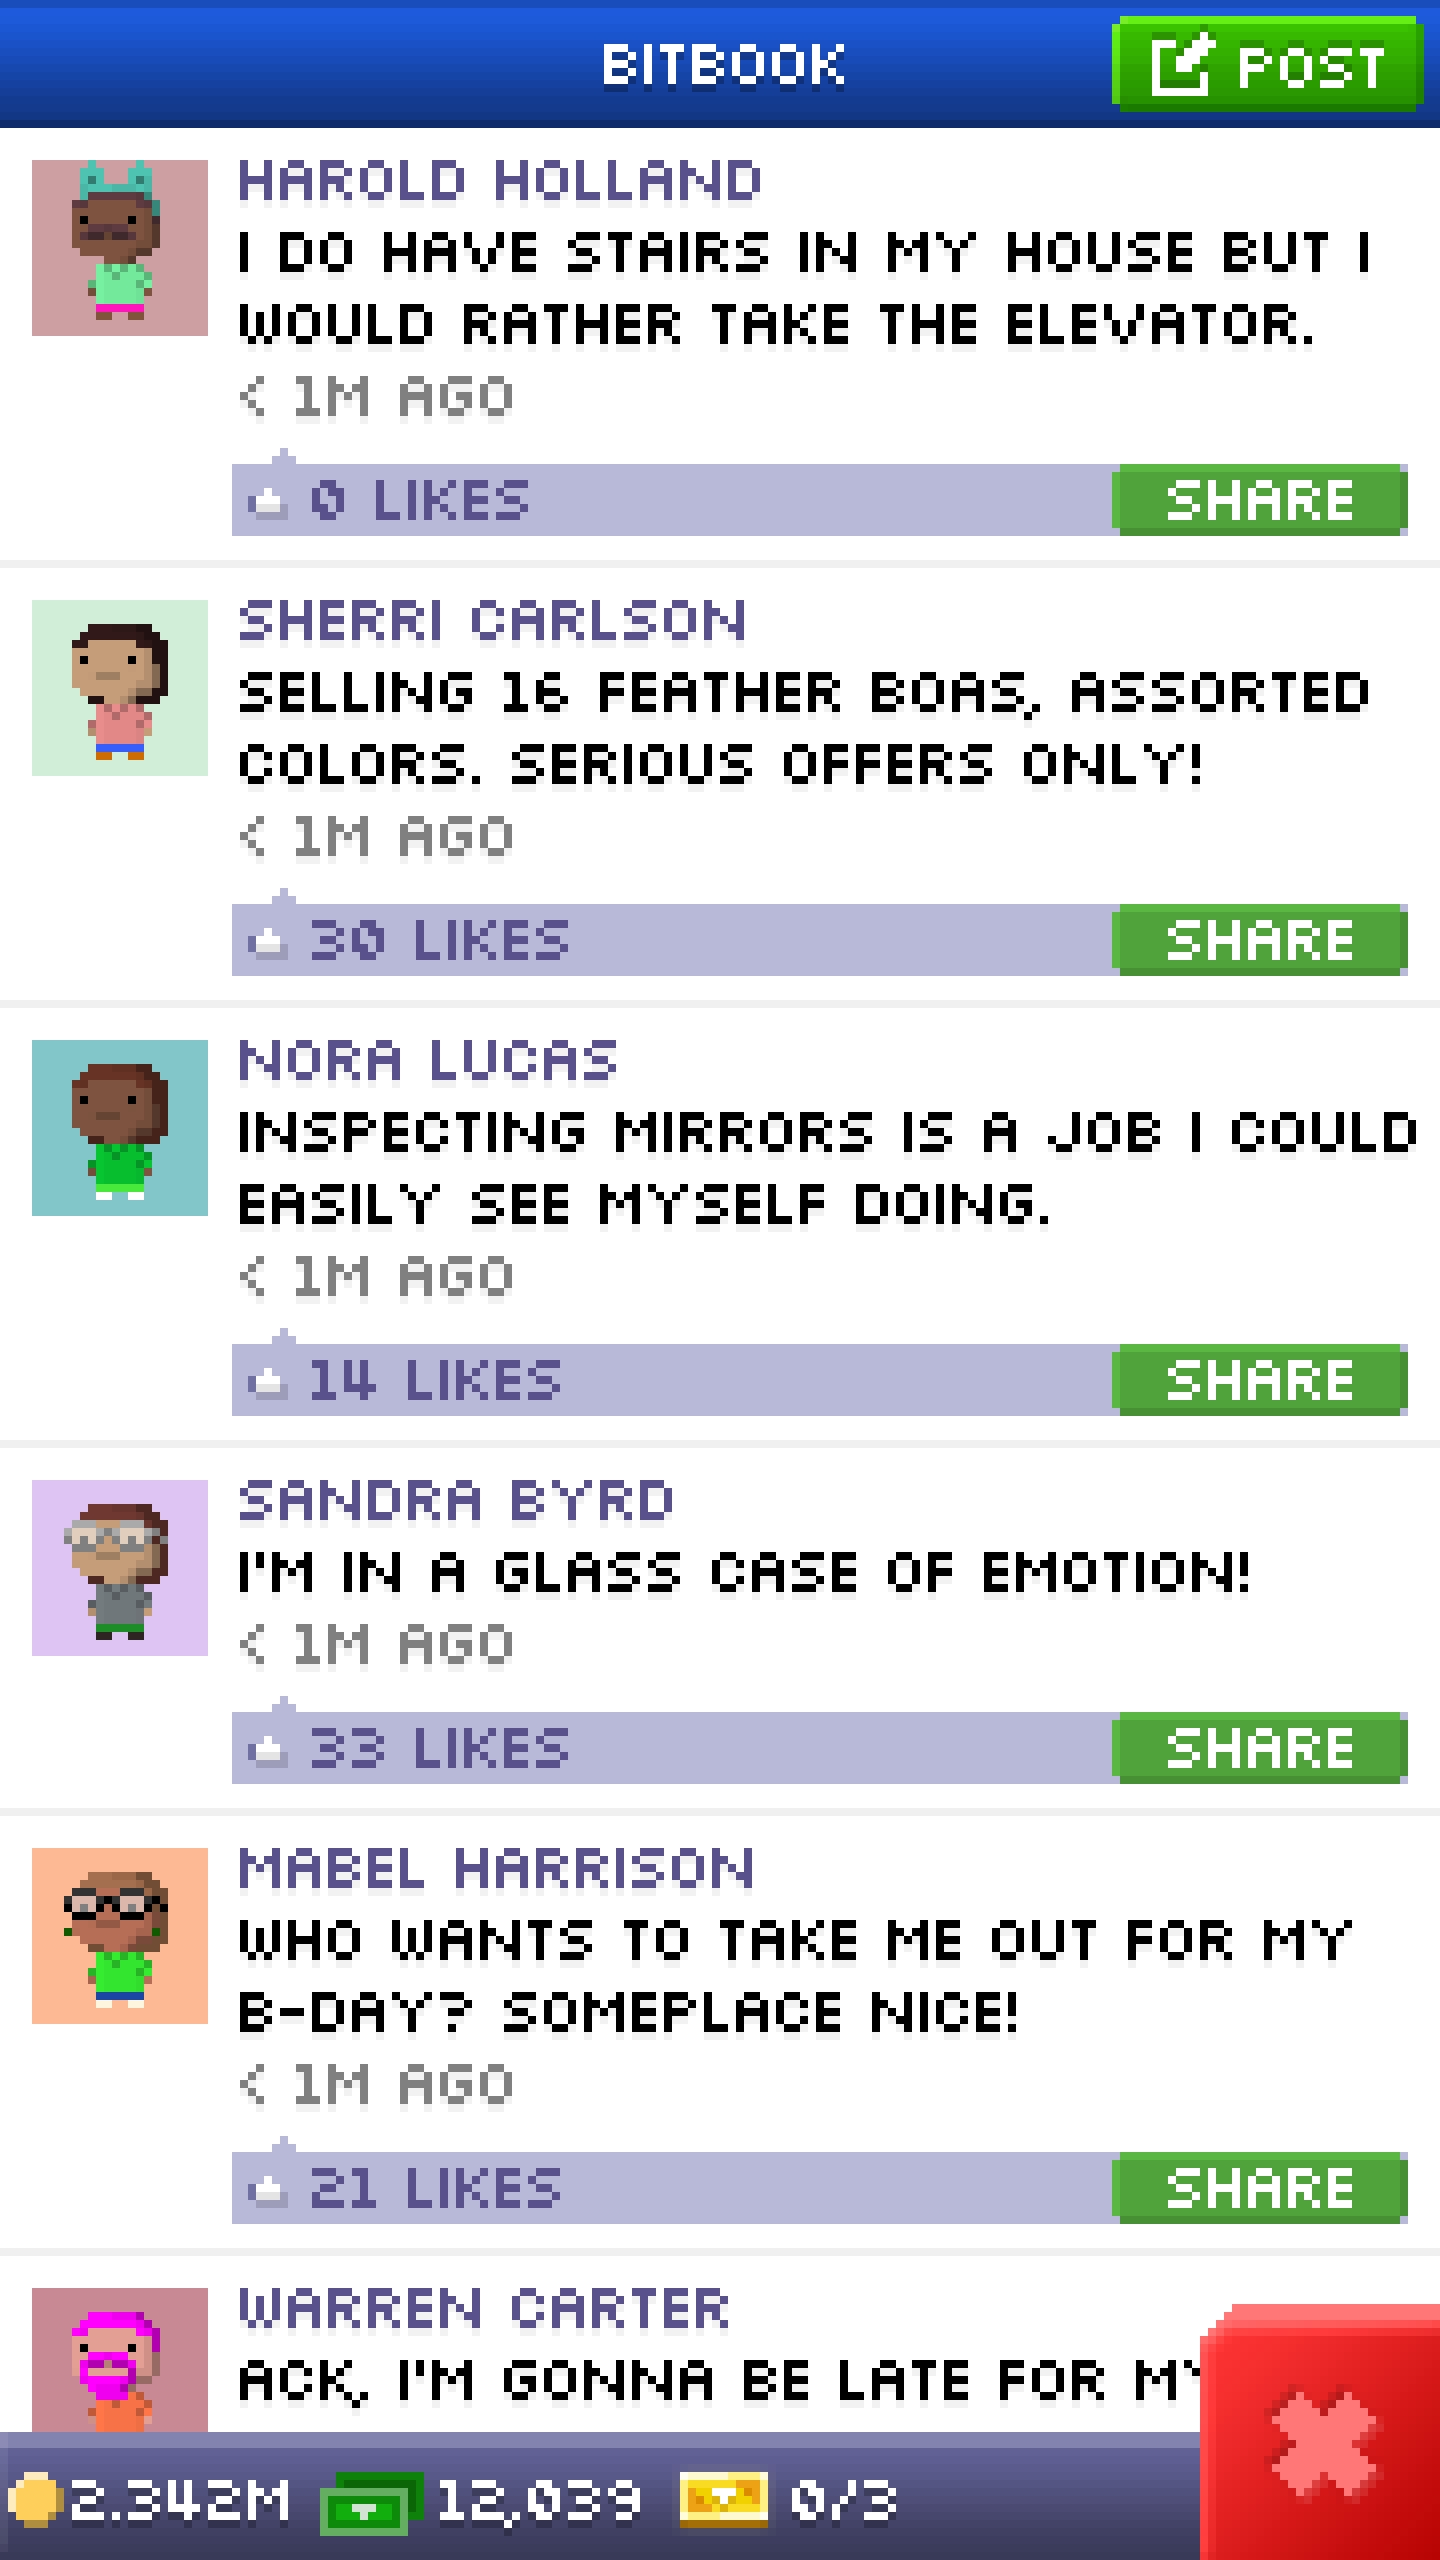 BITBOOK
POST
HAROLD HOLLAND
I DO HAVE STAIRS IN MY HOUSE BUT I
WOULD RATHER TAKE THE ELEVATOR.
< 1M AGO
0 LIKES
SHARE
SHERRI CARLSON
SELLING 16 FEATHER BOAS, ASSORTED
COLORS. SERIOUS OFFERS ONLY!
< 1M AGO
30 LIKES
SHARE
NORA LUCAS
INSPECTING MIRRORS IS A JOB I COULD
EASILY SEE MYSELF DOING.
< 1M AGO
14 LIKES
SHARE
SANDRA BYRD
I'M IN A GLASS CASE OF EMOTION!
< 1M AGO
33 LIKES
SHARE
MABEL HARRISON
WHO WANTS TO TAKE ME OUT FOR MY
B-DAY? SOMEPLACE NICE!
< 1M AGO
21 LIKES
SHARE
WARREN CARTER
ACK, I'M GONNA BE LATE FOR MY
2.342M
12,039
0/3